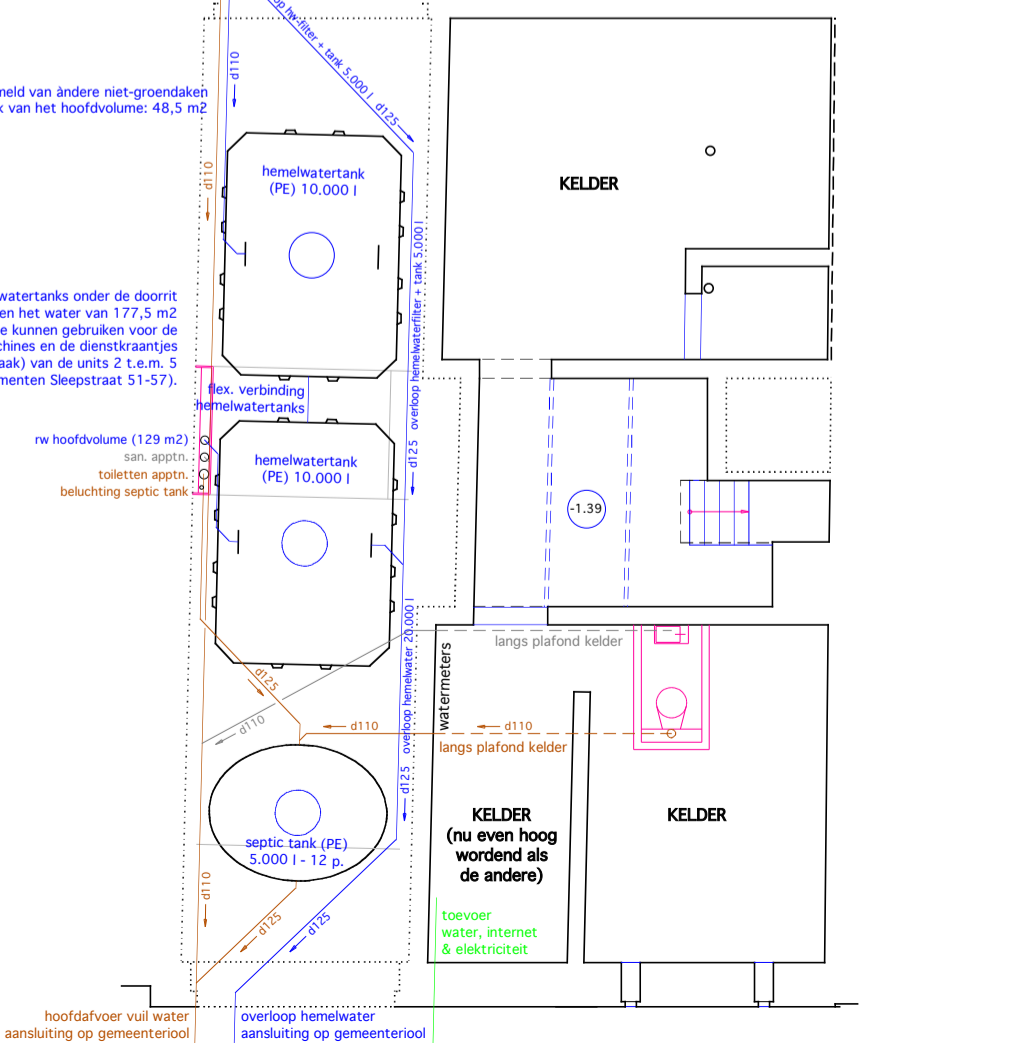 op hw-filter + tank 5.000 l d125
d110
meld van àndere niet-groendaken
k van het hoofdvolume: 48,5 m2
d110
hemelwatertank
(PE) 10.000 l
KELDER
overloop hemelwaterfilter + tank 5.000 l
d125
watertanks onder de doorrit
en het water van 177,5 m2
e kunnen gebruiken voor de
chines en de dienstkraantjes
aak) van de units 2 t.e.m. 5
menten Sleepstraat 51-57).
flex. verbinding
hemelwatertanks
rw hoofdvolume (129 m2)
san. apptn.
toiletten apptn.
beluchting septic tank
hemelwatertank
(PE) 10.000 l
-1.39
overloop hemelwater 20.000 l
d125
langs plafond kelder
watermeters
d125
d110
d110
d110
langs plafond kelder
septic tank (PE)
5.000 l - 12 p.
KELDER
(nu even hoog
wordend als
de andere)
KELDER
d110
d125
d125
toevoer
water, internet
& elektriciteit
hoofdafvoer vuil water
aansluiting op gemeenteriool
overloop hemelwater
aansluiting op gemeenteriool